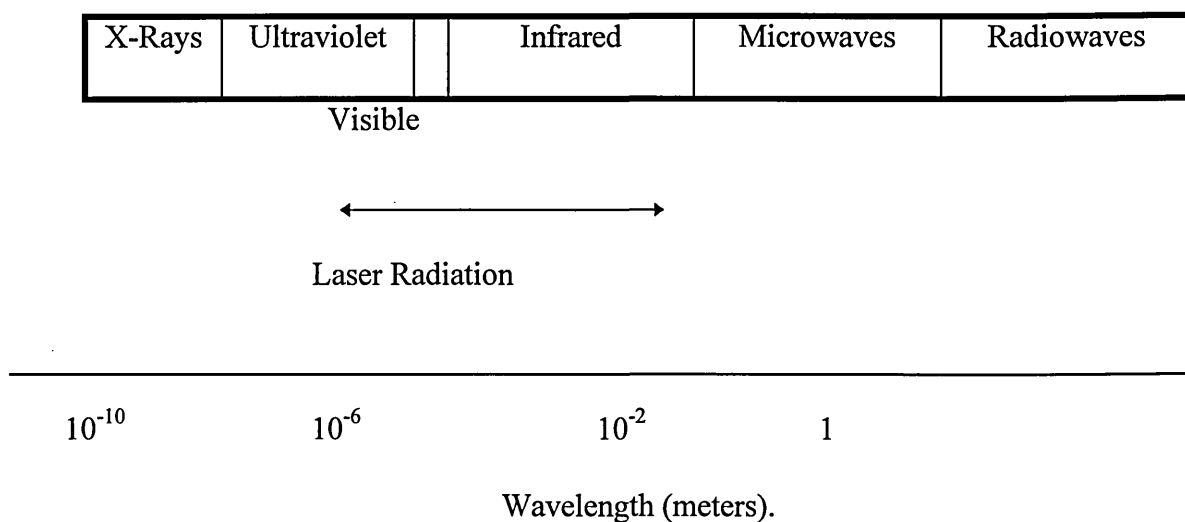 X-Rays Ultraviolet Infrared Microwaves Radiowaves
Visible
Laser Radiation
10^-10 10^-6 10^-2 1
Wavelength (meters).